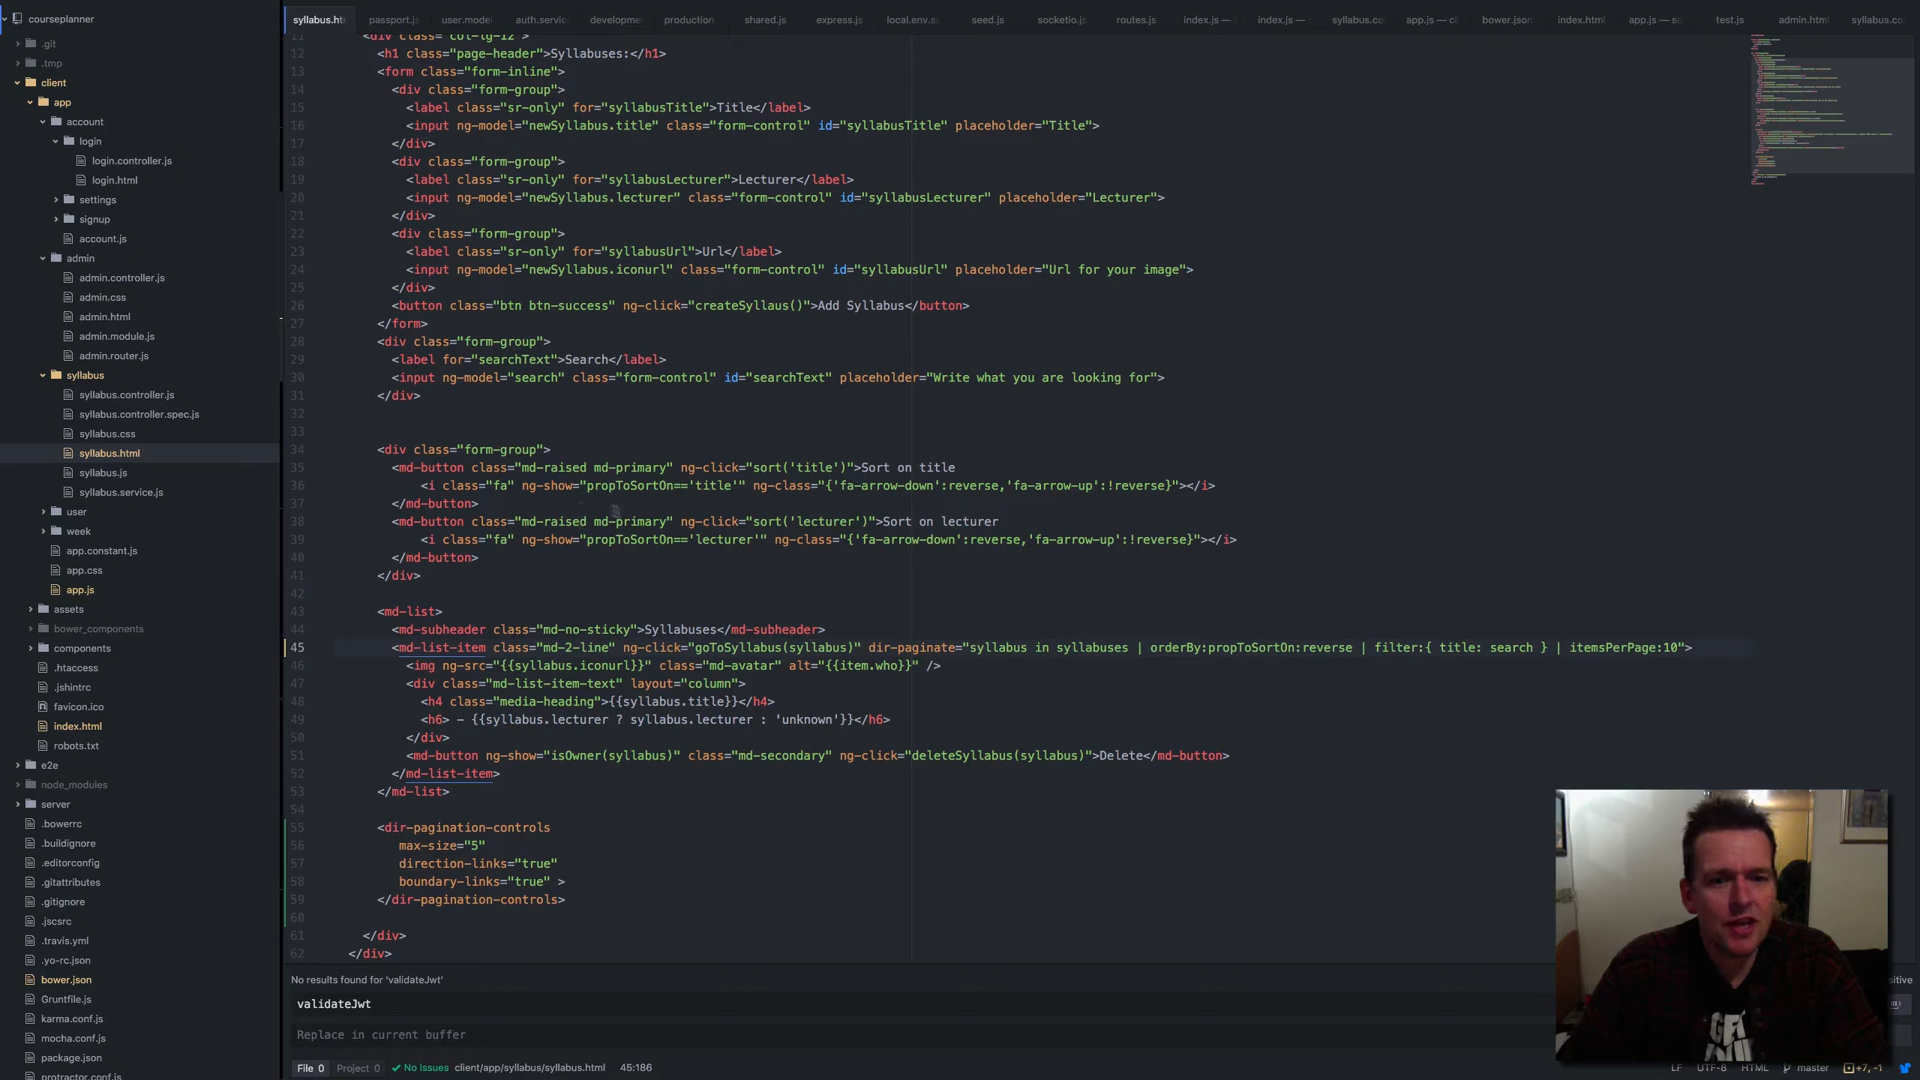 courseplanner
.git
.tmp
client
app
account
login
login.controller.js
login.html
settings
signup
account.js
admin
admin.controller.js
admin.css
admin.html
admin.module.js
admin.router.js
syllabus
syllabus.controller.js
syllabus.controller.spec.js
syllabus.css
syllabus.html
syllabus.js
syllabus.service.js
user
week
app.constant.js
app.css
app.js
assets
bower_components
components
.htaccess
.jshintrc
favicon.ico
index.html
robots.txt
e2e
node_modules
server
.bowerrc
.buildignore
.editorconfig
.gitattributes
.gitignore
.jscsrc
.travis.yml
.yo-rc.json
bower.json
Gruntfile.js
karma.conf.js
mocha.conf.js
package.json
protractor.conf.js
syllabus.ht passport.js user.model auth.servic developme production. shared.js express.js local.env.s seed.js socketio.js routes.js index.js — index.js — syllabus.co app.js — cl bower.json index.html app.js — se test.js admin.html syllabus.co
11 <div class="col-lg-12">
12 <h1 class="page-header">Syllabuses:</h1>
13 <form class="form-inline">
14 <div class="form-group">
15 <label class="sr-only" for="syllabusTitle">Title</label>
16 <input ng-model="newSyllabus.title" class="form-control" id="syllabusTitle" placeholder="Title">
17 </div>
18 <div class="form-group">
19 <label class="sr-only" for="syllabusLecturer">Lecturer</label>
20 <input ng-model="newSyllabus.lecturer" class="form-control" id="syllabusLecturer" placeholder="Lecturer">
21 </div>
22 <div class="form-group">
23 <label class="sr-only" for="syllabusUrl">Url</label>
24 <input ng-model="newSyllabus.iconurl" class="form-control" id="syllabusUrl" placeholder="Url for your image">
25 </div>
26 <button class="btn btn-success" ng-click="createSyllaus()">Add Syllabus</button>
27 </form>
28 <div class="form-group">
29 <label for="searchText">Search</label>
30 <input ng-model="search" class="form-control" id="searchText" placeholder="Write what you are looking for">
31 </div>
32
33
34 <div class="form-group">
35 <md-button class="md-raised md-primary" ng-click="sort('title')">Sort on title
36 <i class="fa" ng-show="propToSortOn=='title'" ng-class="{'fa-arrow-down':reverse,'fa-arrow-up':!reverse}"></i>
37 </md-button>
38 <md-button class="md-raised md-primary" ng-click="sort('lecturer')">Sort on lecturer
39 <i class="fa" ng-show="propToSortOn=='lecturer'" ng-class="{'fa-arrow-down':reverse,'fa-arrow-up':!reverse}"></i>
40 </md-button>
41 </div>
42
43 <md-list>
44 <md-subheader class="md-no-sticky">Syllabuses</md-subheader>
45 <md-list-item class="md-2-line" ng-click="goToSyllabus(syllabus)" dir-paginate="syllabus in syllabuses | orderBy:propToSortOn:reverse | filter:{ title: search } | itemsPerPage:10">
46 <img ng-src="{{syllabus.iconurl}}" class="md-avatar" alt="{{item.who}}" />
47 <div class="md-list-item-text" layout="column">
48 <h4 class="media-heading">{{syllabus.title}}</h4>
49 <h6> - {{syllabus.lecturer ? syllabus.lecturer : 'unknown'}}</h6>
50 </div>
51 <md-button ng-show="isOwner(syllabus)" class="md-secondary" ng-click="deleteSyllabus(syllabus)">Delete</md-button>
52 </md-list-item>
53 </md-list>
54
55 <dir-pagination-controls
56 max-size="5"
57 direction-links="true"
58 boundary-links="true" >
59 </dir-pagination-controls>
60
61 </div>
62 </div>
No results found for 'validateJwt'
sitive
validateJwt
Replace in current buffer
File 0 Project 0 No Issues client/app/syllabus/syllabus.html 45:186
LF UTF-8 HTML master +7, -1